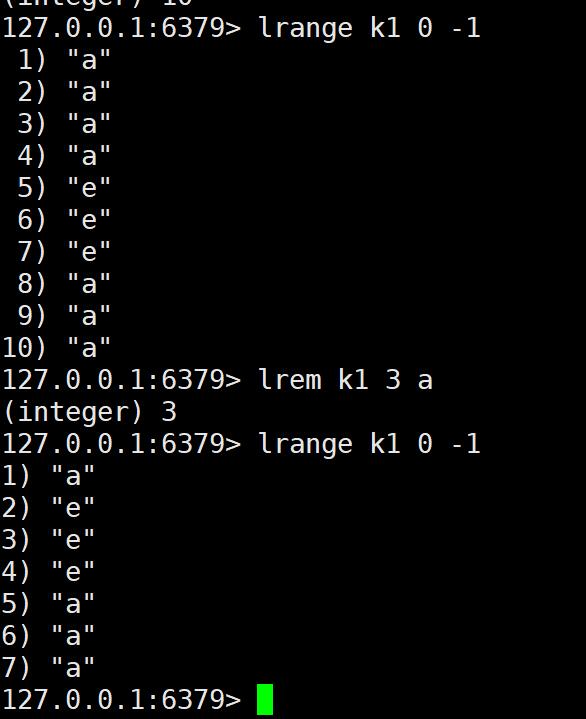 (integer) 10
127.0.0.1:6379> lrange k1 0 -1
 1) "a"
 2) "a"
 3) "a"
 4) "a"
 5) "e"
 6) "e"
 7) "e"
 8) "a"
 9) "a"
10) "a"
127.0.0.1:6379> lrem k1 3 a
(integer) 3
127.0.0.1:6379> lrange k1 0 -1
1) "a"
2) "e"
3) "e"
4) "e"
5) "a"
6) "a"
7) "a"
127.0.0.1:6379>